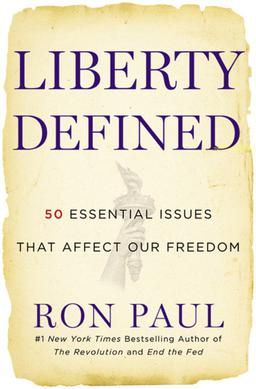 LIBERTY
DEFINED
50 ESSENTIAL ISSUES
THAT AFFECT OUR FREEDOM
RON PAUL
#1 New York Times Bestselling Author of
The Revolution and End the Fed